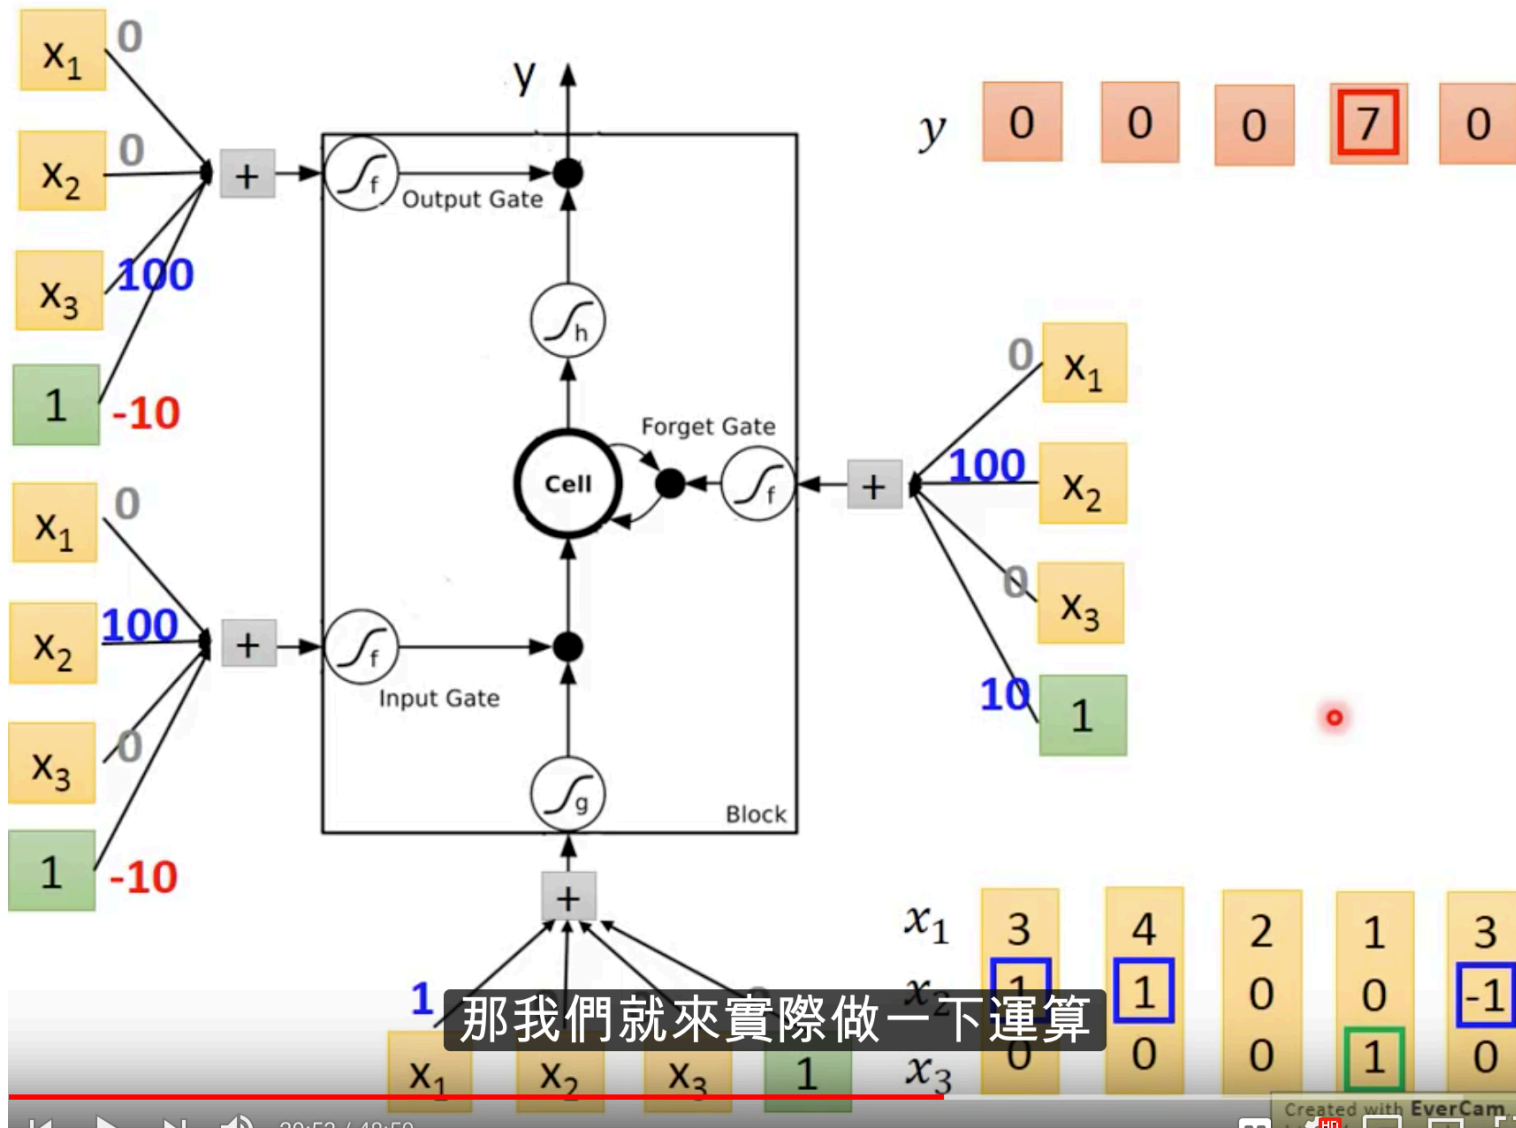 x1 0
x2 0
x3 100
1 -10
+
f
Output Gate
y
h
y 0 0 0 7 0
Forget Gate
Cell
f
+
0 x1
100 x2
0 x3
10 1
x1 0
x2 100
x3 0
1 -10
+
f
Input Gate
g
Block
+
1
x1 x2 x3 1
x1 3 4 2 1 3
x2 1 1 0 0 -1
x3 0 0 0 1 0
那我們就來實際做一下運算
Created with EverCam
HD